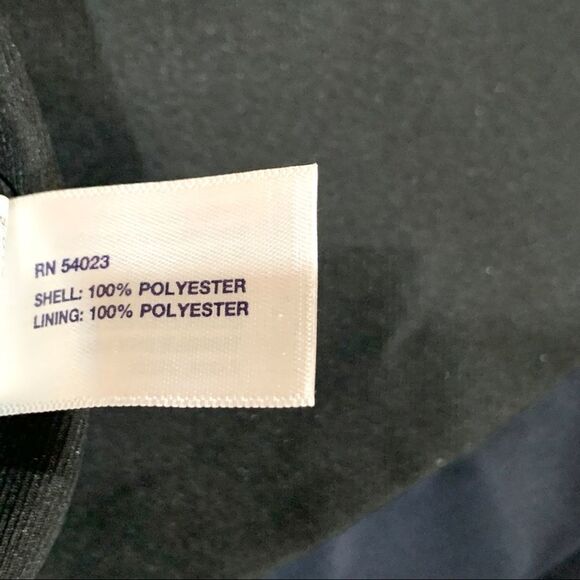 RN 54023
SHELL: 100% POLYESTER
LINING: 100% POLYESTER